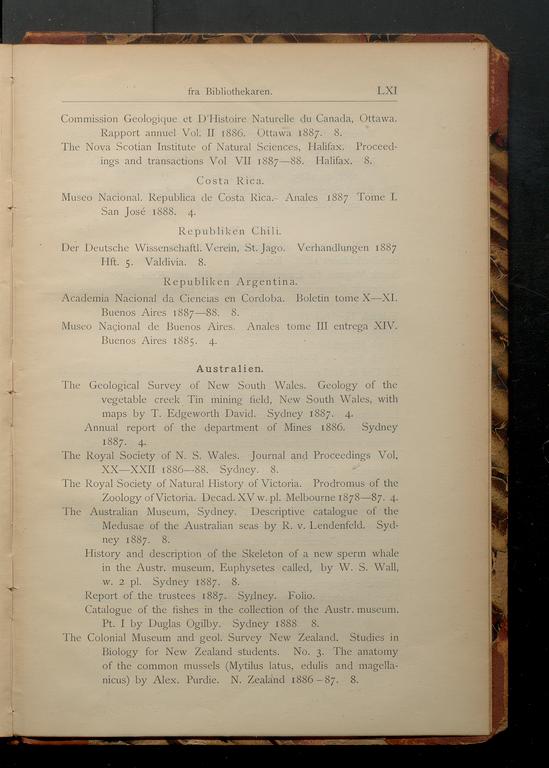 fra Bibliothekaren. LXI
Commission Geologique et D'Histoire Naturelle du Canada, Ottawa.
Rapport annuel Vol. II 1886. Ottawa 1887. 8.
The Nova Scotian Institute of Natural Sciences, Halifax. Proceed-
ings and transactions Vol VII 1887—88. Halifax. 8.
Costa Rica.
Museo Nacional. Republica de Costa Rica.- Anales 1887 Tome I.
San José 1888. 4.
Republiken Chili.
Der Deutsche Wissenschaftl. Verein, St. Jago. Verhandlungen 1887
Hft. 5. Valdivia. 8.
Republiken Argentina.
Academia Nacional da Ciencias en Cordoba. Boletin tome X—XI.
Buenos Aires 1887—88. 8.
Museo Naçional de Buenos Aires. Anales tome III entrega XIV.
Buenos Aires 1885. 4.
Australien.
The Geological Survey of New South Wales. Geology of the
vegetable creek Tin mining field, New South Wales, with
maps by T. Edgeworth David. Sydney 1887. 4.
Annual report of the department of Mines 1886. Sydney
1887. 4.
The Royal Society of N. S. Wales. Journal and Proceedings Vol,
XX—XXII 1886—88. Sydney. 8.
The Royal Society of Natural History of Victoria. Prodromus of the
Zoology of Victoria. Decad. XV w. pl. Melbourne 1878—87. 4.
The Australian Museum, Sydney. Descriptive catalogue of the
Medusae of the Australian seas by R. v. Lendenfeld. Syd-
ney 1887. 8.
History and description of the Skeleton of a new sperm whale
in the Austr. museum, Euphysetes called, by W. S. Wall,
w. 2 pl. Sydney 1887. 8.
Report of the trustees 1887. Sydney. Folio.
Catalogue of the fishes in the collection of the Austr. museum.
Pt. I by Duglas Ogilby. Sydney 1888 8.
The Colonial Museum and geol. Survey New Zealand. Studies in
Biology for New Zealand students. No. 3. The anatomy
of the common mussels (Mytilus latus, edulis and magella-
nicus) by Alex. Purdie. N. Zealand 1886–87. 8.